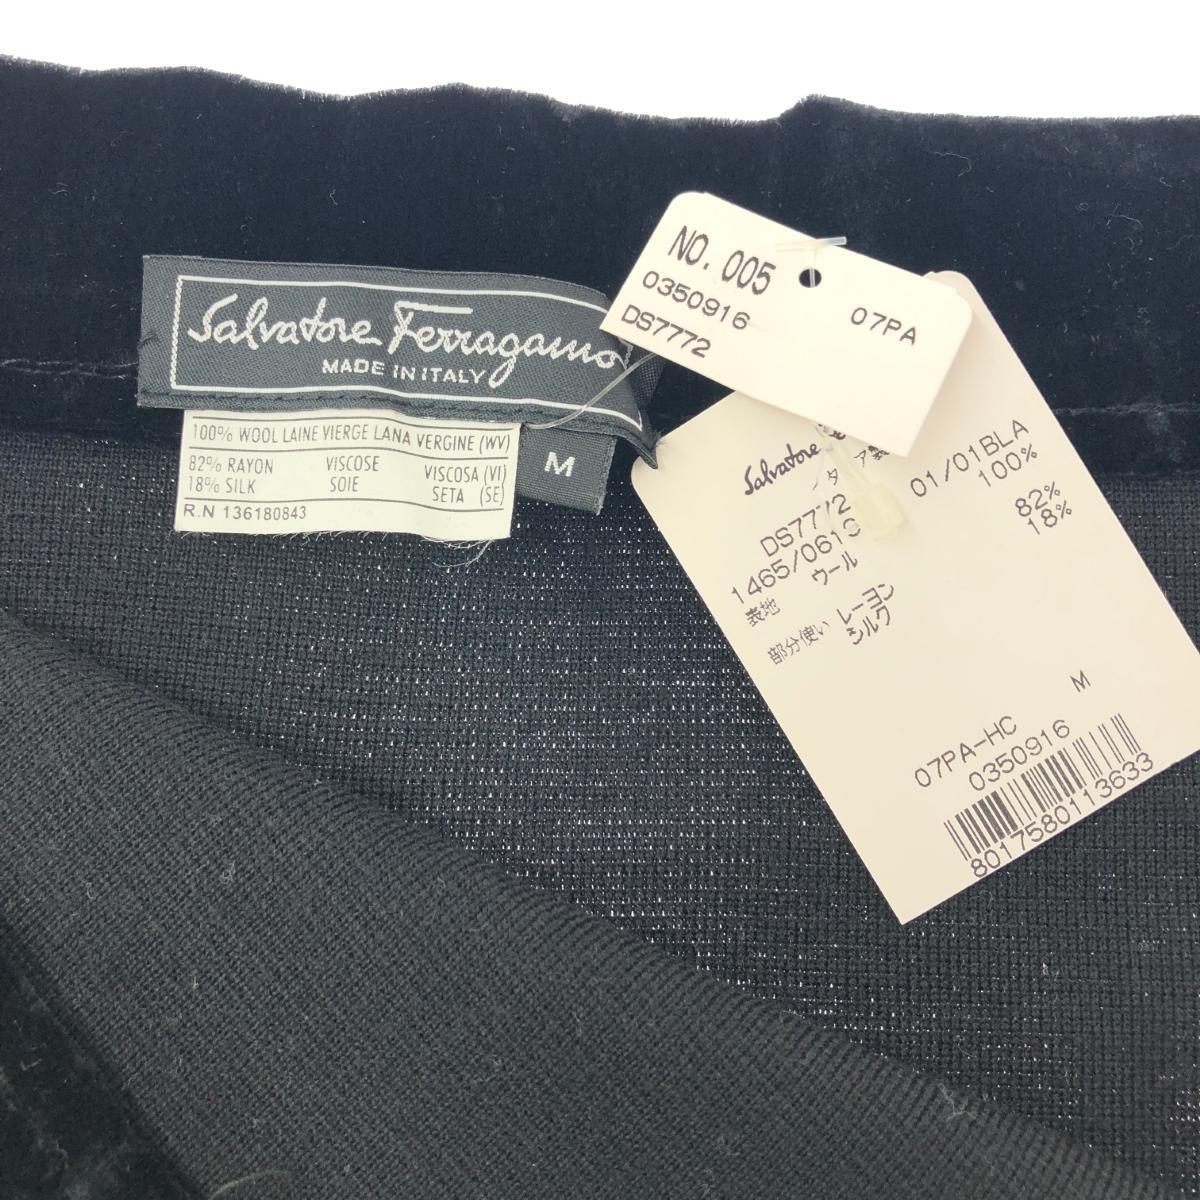 Salvatore Ferragamo
MADE IN ITALY
100% WOOL LAINE VIERGE LANA VERGINE (WV)
82% RAYON VISCOSE VISCOSA (VI)
18% SILK SOIE SETA (SE)
R.N 136180843
M
NO. 005
0350916 07PA
DS7772
Salvatore
DS7772 01/01BLA
1465/0619
表地 ウール 100%
部分使い レーヨン 82%
シルク 18%
M
07PA-HC
0350916
8017580113633